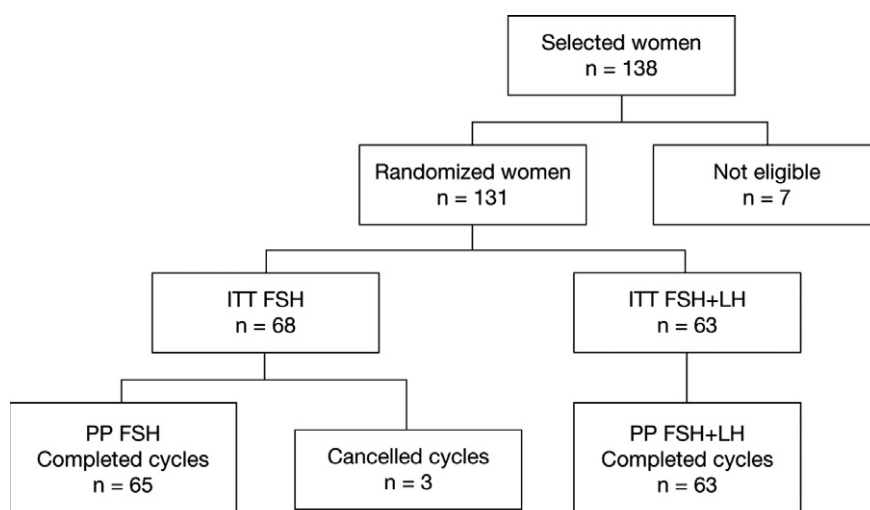 Selected women
n = 138
Randomized women
n = 131
Not eligible
n = 7
ITT FSH
n = 68
ITT FSH+LH
n = 63
PP FSH
Completed cycles
n = 65
Cancelled cycles
n = 3
PP FSH+LH
Completed cycles
n = 63